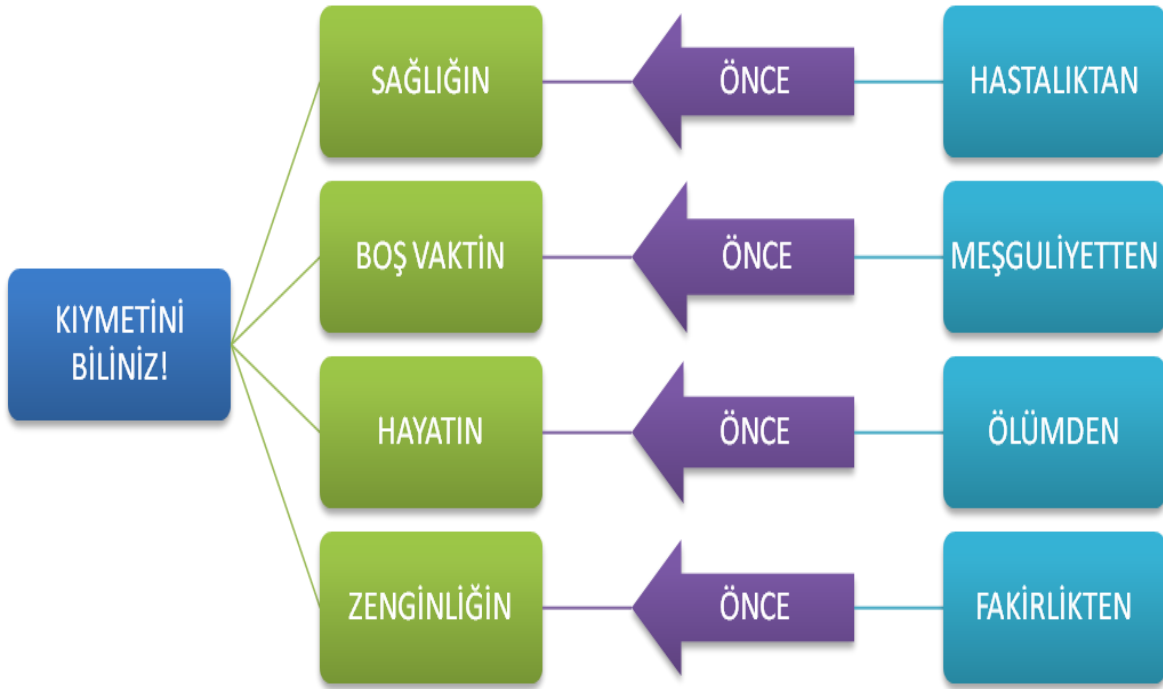 KIYMETİNİ
BİLİNİZ!
SAĞLIĞIN
ÖNCE
HASTALIKTAN
BOŞ VAKTİN
ÖNCE
MEŞGULİYETTEN
HAYATIN
ÖNCE
ÖLÜMDEN
ZENGİNLİĞİN
ÖNCE
FAKİRLİKTEN